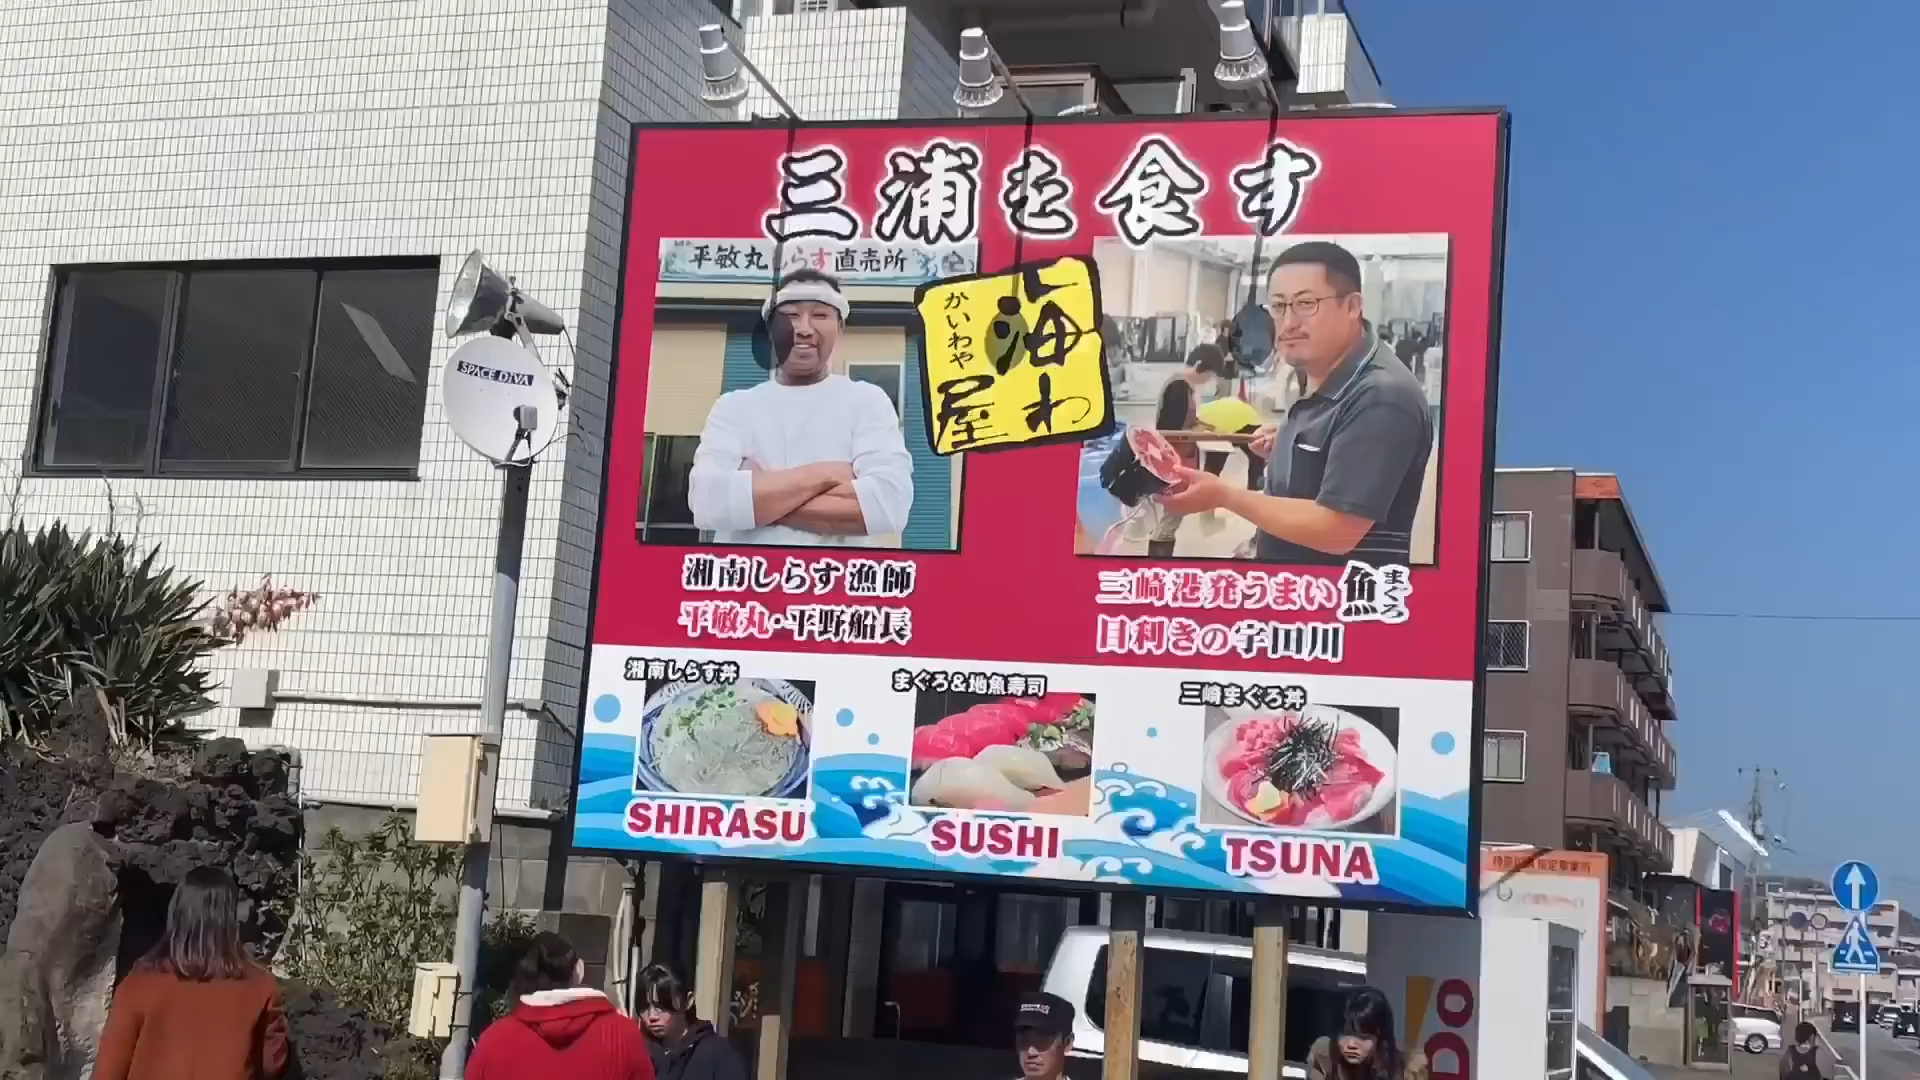 三浦を食す
平敏丸しらす直売所
海わ屋
かいわや
湘南しらす漁師
平敏丸・平野船長
三崎港発うまい魚
まぐろ
目利きの宇田川
湘南しらす丼
まぐろ&地魚寿司
三崎まぐろ丼
SHIRASU
SUSHI
TSUNA
SPACE DIVA